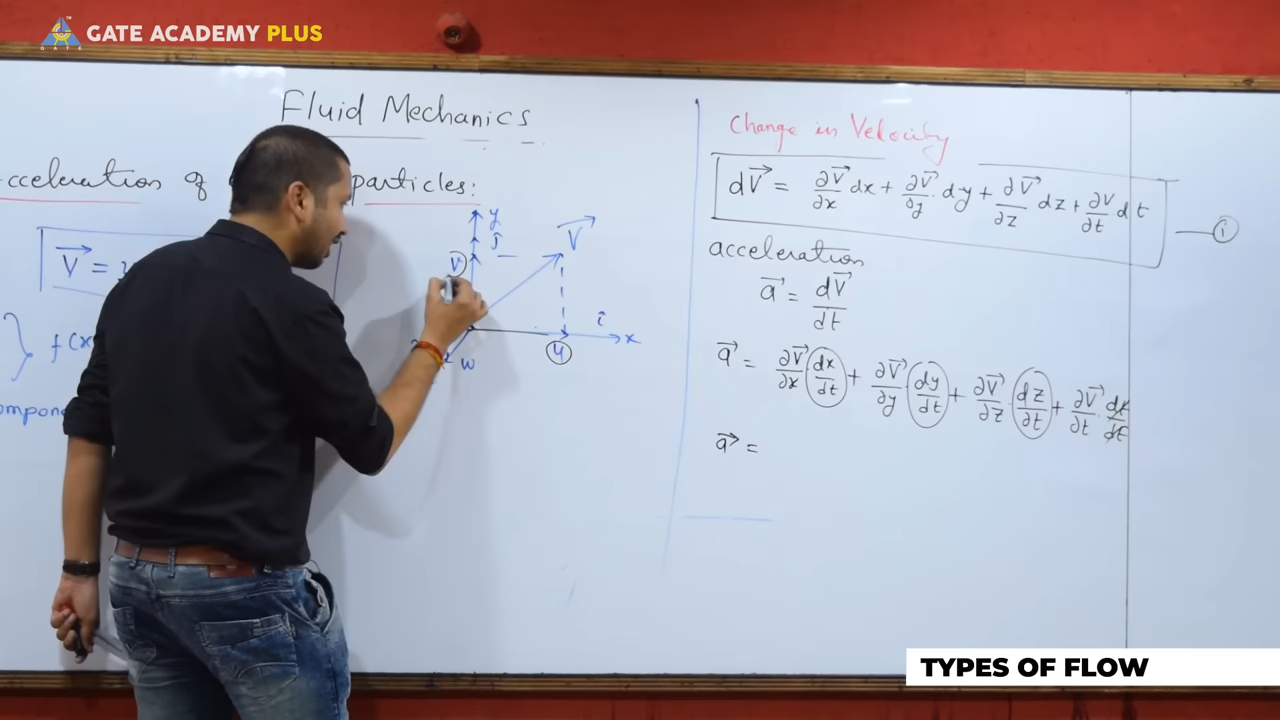 GATE ACADEMY PLUS
GATE
Fluid Mechanics
cceleration of particles:
V⃗ =
f(x
ompone
y
ĵ
V
V⃗
î
x
u
w
Change in Velocity
dV⃗ = ∂V⃗/∂x dx + ∂V⃗/∂y . dy + ∂V⃗/∂z dz + ∂V/∂t dt
i
acceleration
a⃗ = dV⃗/dt
a⃗ = ∂V⃗/∂x (dx/dt) + ∂V⃗/∂y (dy/dt) + ∂V⃗/∂z . (dz/dt) + ∂V⃗/∂t . dt/dt
a⃗ =
TYPES OF FLOW